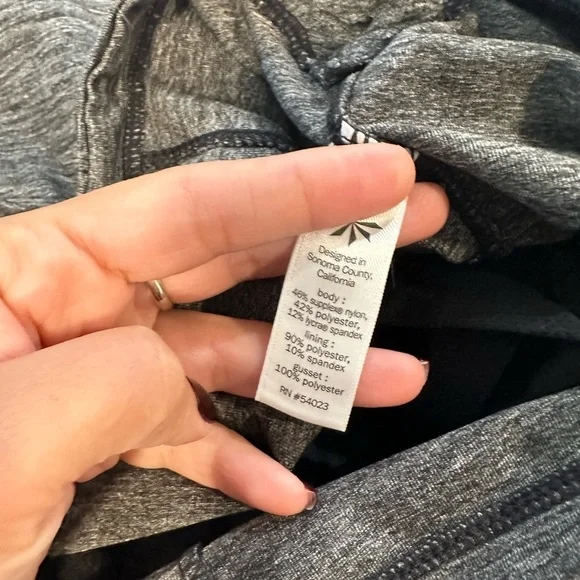 Designed in
Sonoma County,
California
body :
46% supplex® nylon,
42% polyester,
12% lycra® spandex
lining :
90% polyester,
10% spandex
gusset :
100% polyester
RN #54023